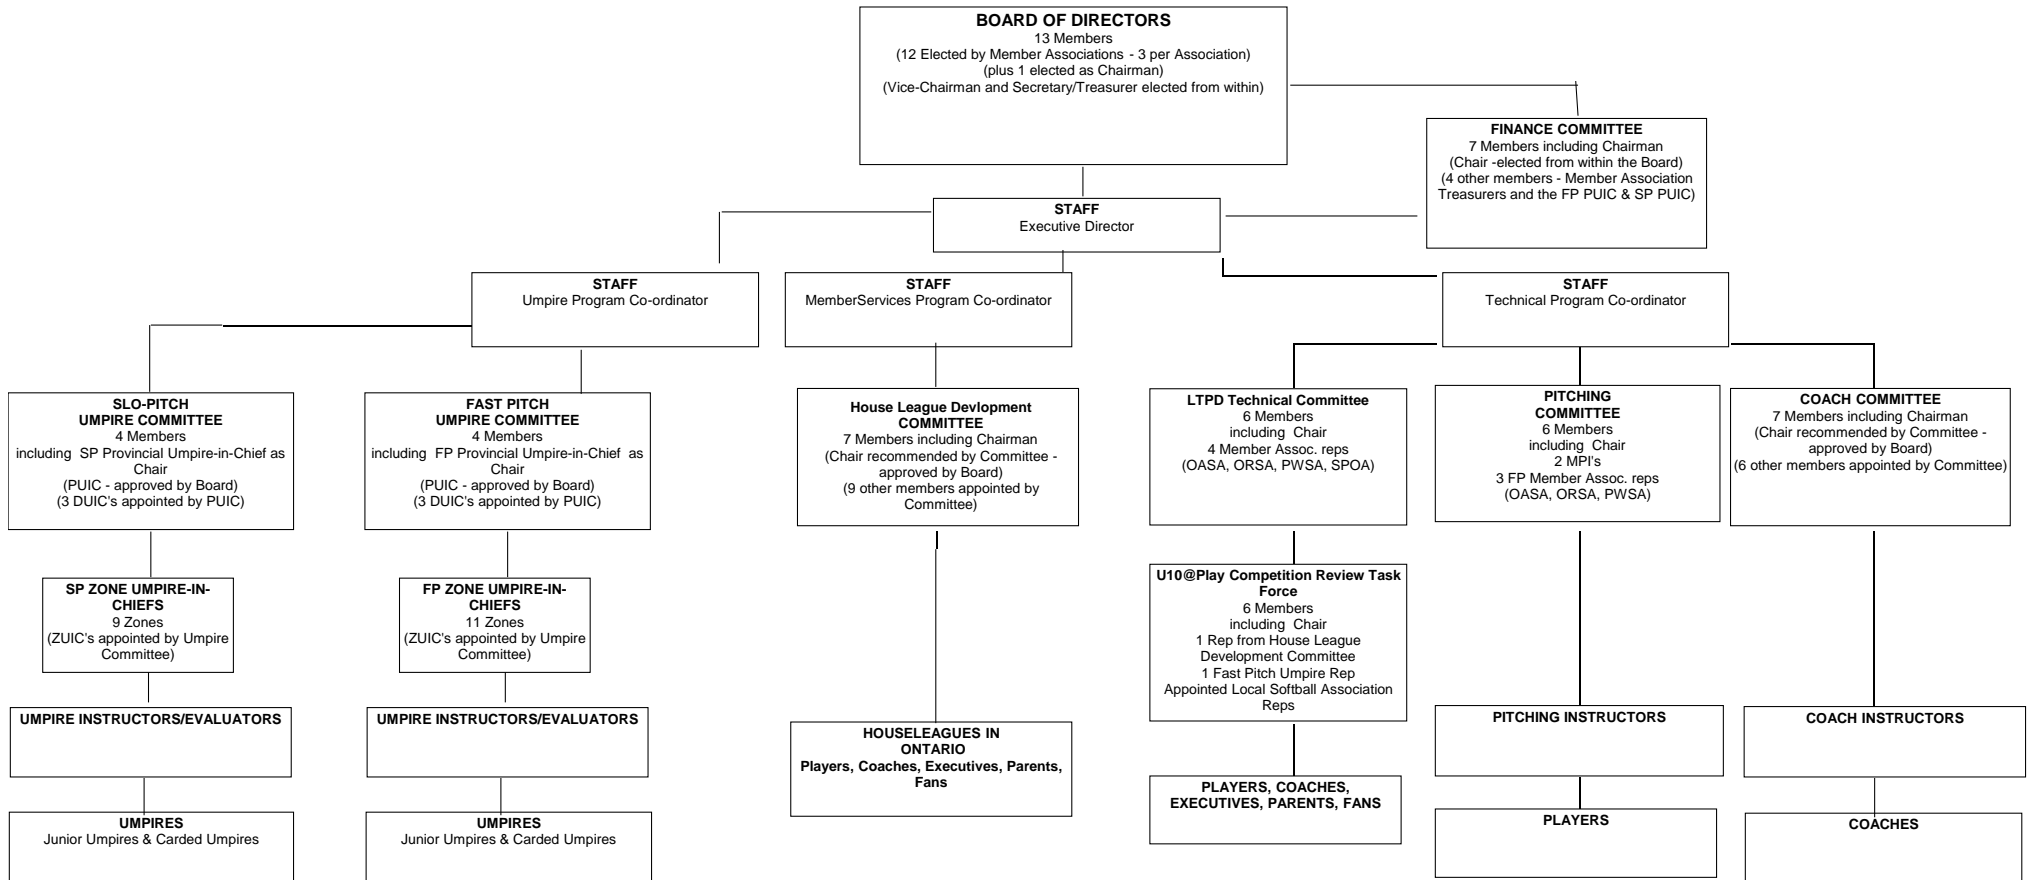 BOARD OF DIRECTORS
13 Members
(12 Elected by Member Associations - 3 per Association)
(plus 1 elected as Chairman)
(Vice-Chairman and Secretary/Treasurer elected from within)
FINANCE COMMITTEE
7 Members including Chairman
(Chair -elected from within the Board)
(4 other members - Member Association
Treasurers and the FP PUIC & SP PUIC)
STAFF
Executive Director
STAFF
Umpire Program Co-ordinator
STAFF
MemberServices Program Co-ordinator
STAFF
Technical Program Co-ordinator
SLO-PITCH
UMPIRE COMMITTEE
4 Members
including SP Provincial Umpire-in-Chief as
Chair
(PUIC - approved by Board)
(3 DUIC's appointed by PUIC)
FAST PITCH
UMPIRE COMMITTEE
4 Members
including FP Provincial Umpire-in-Chief as
Chair
(PUIC - approved by Board)
(3 DUIC's appointed by PUIC)
House League Devlopment
COMMITTEE
7 Members including Chairman
(Chair recommended by Committee -
approved by Board)
(9 other members appointed by
Committee)
LTPD Technical Committee
6 Members
including Chair
4 Member Assoc. reps
(OASA, ORSA, PWSA, SPOA)
PITCHING
COMMITTEE
6 Members
including Chair
2 MPI's
3 FP Member Assoc. reps
(OASA, ORSA, PWSA)
COACH COMMITTEE
7 Members including Chairman
(Chair recommended by Committee -
approved by Board)
(6 other members appointed by Committee)
SP ZONE UMPIRE-IN-
CHIEFS
9 Zones
(ZUIC's appointed by Umpire
Committee)
FP ZONE UMPIRE-IN-
CHIEFS
11 Zones
(ZUIC's appointed by Umpire
Committee)
U10@Play Competition Review Task
Force
6 Members
including Chair
1 Rep from House League
Development Committee
1 Fast Pitch Umpire Rep
Appointed Local Softball Association
Reps
UMPIRE INSTRUCTORS/EVALUATORS
UMPIRE INSTRUCTORS/EVALUATORS
HOUSELEAGUES IN
ONTARIO
Players, Coaches, Executives, Parents,
Fans
PITCHING INSTRUCTORS
COACH INSTRUCTORS
PLAYERS, COACHES,
EXECUTIVES, PARENTS, FANS
UMPIRES
Junior Umpires & Carded Umpires
UMPIRES
Junior Umpires & Carded Umpires
PLAYERS
COACHES